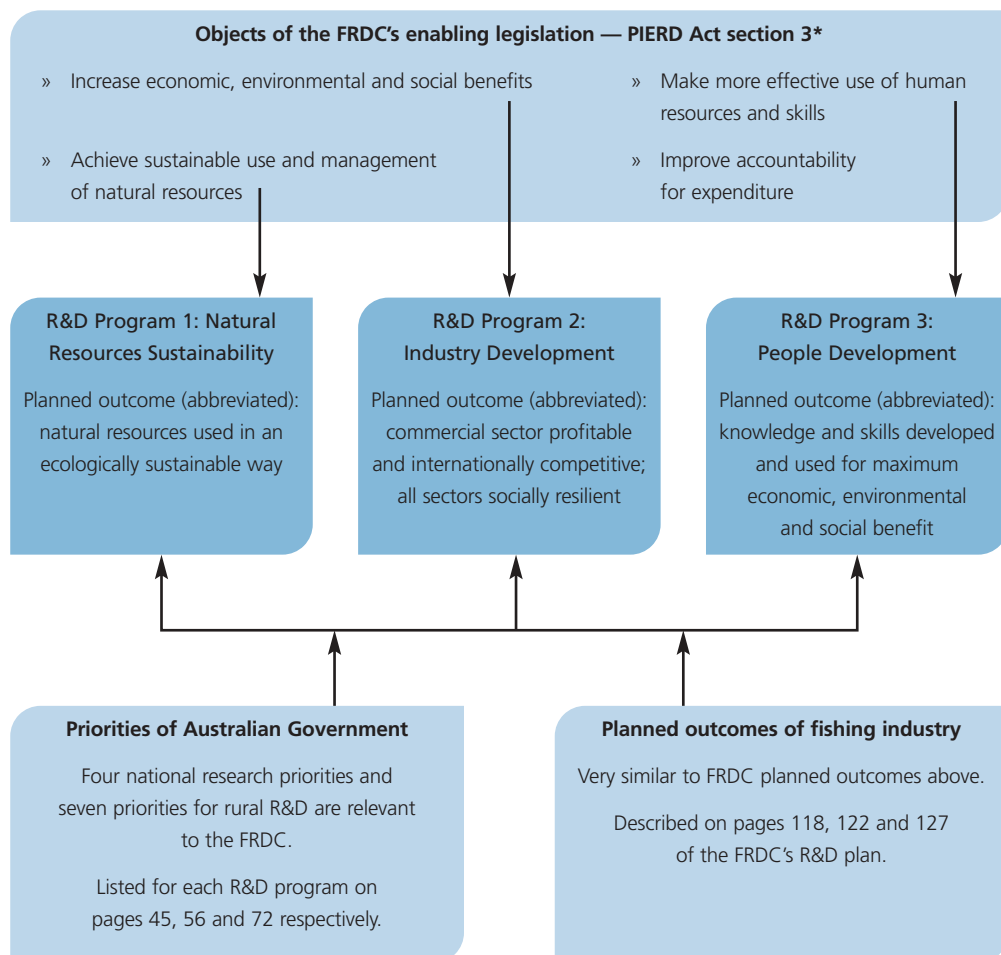 Objects of the FRDC's enabling legislation — PIERD Act section 3*
» Increase economic, environmental and social benefits
» Achieve sustainable use and management
of natural resources
» Make more effective use of human
resources and skills
» Improve accountability
for expenditure
R&D Program 1: Natural
Resources Sustainability
Planned outcome (abbreviated):
natural resources used in an
ecologically sustainable way
R&D Program 2:
Industry Development
Planned outcome (abbreviated):
commercial sector profitable
and internationally competitive;
all sectors socially resilient
R&D Program 3:
People Development
Planned outcome (abbreviated):
knowledge and skills developed
and used for maximum
economic, environmental
and social benefit
Priorities of Australian Government
Four national research priorities and
seven priorities for rural R&D are relevant
to the FRDC.
Listed for each R&D program on
pages 45, 56 and 72 respectively.
Planned outcomes of fishing industry
Very similar to FRDC planned outcomes above.
Described on pages 118, 122 and 127
of the FRDC's R&D plan.